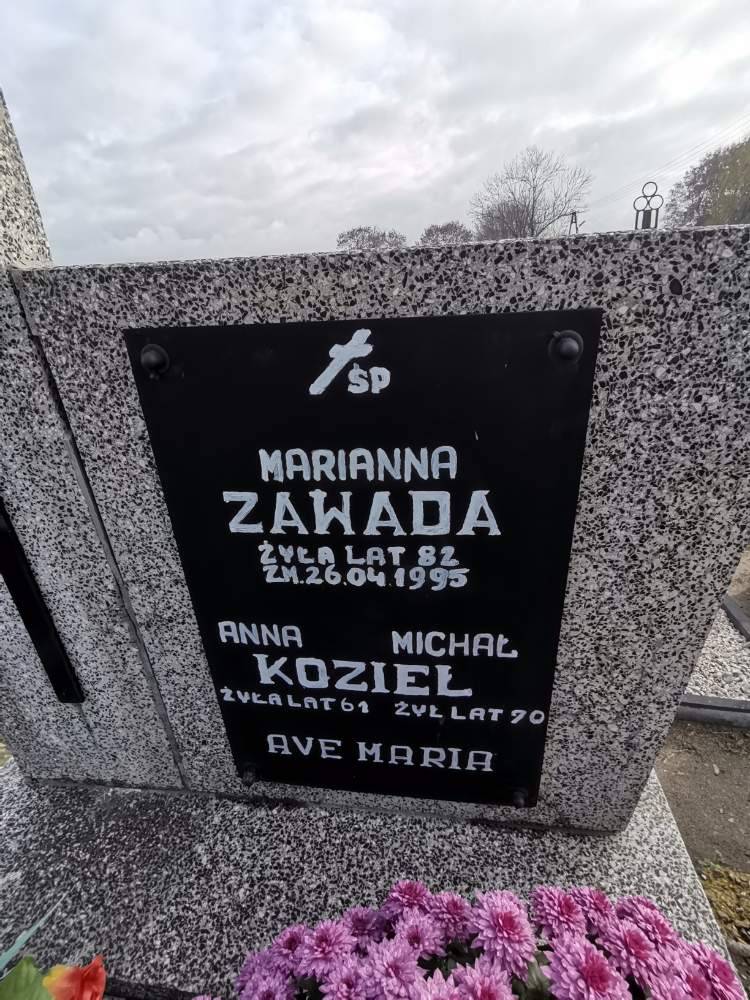 ŚP
MARIANNA
ZAWADA
ŻYŁA LAT 82
ZM.26.04.1995
ANNA MICHAŁ
KOZIEŁ
ŻYŁA LAT 61 ŻYŁ LAT 70
AVE MARIA